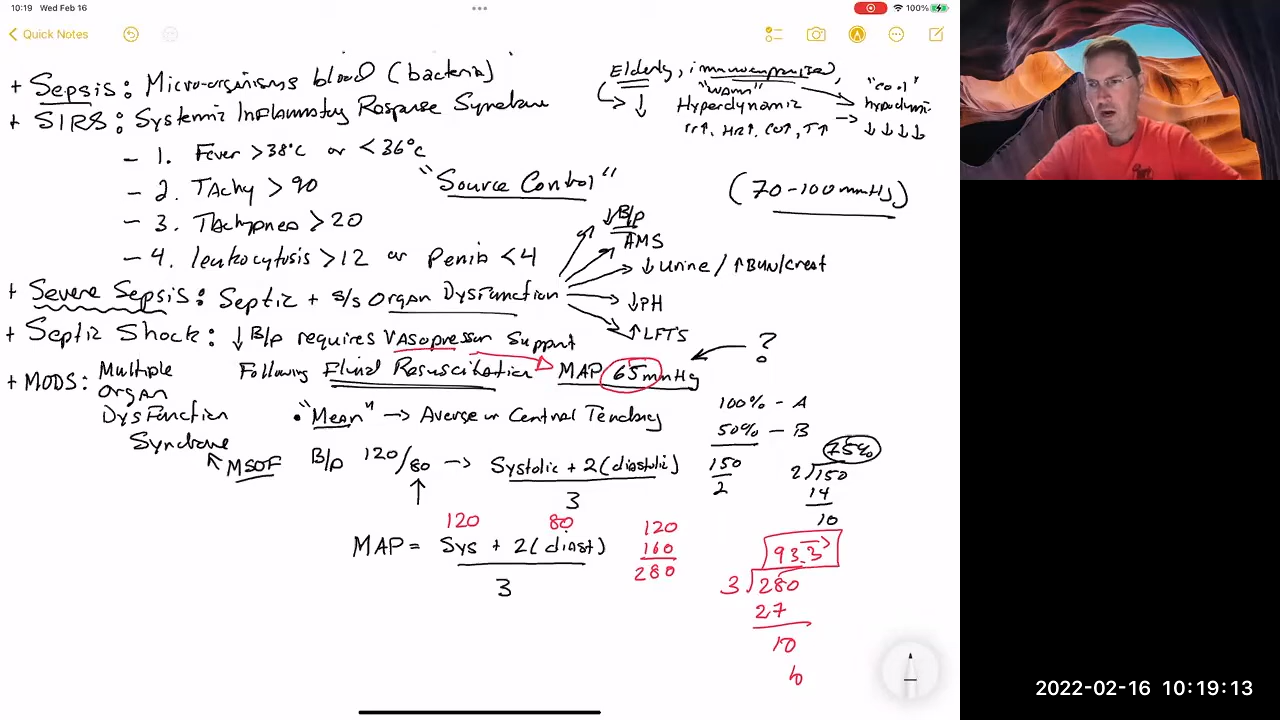 10:19 Wed Feb 16
100%
Quick Notes
+ Sepsis: Micro-organisms blood (bacteria)
+ SIRS: Systemic Inflammatory Response Syndrome
- 1. Fever >38°C or <36°C
- 2. TAchy >90
- 3. TAchypnea >20
- 4. leukocytosis >12 or penia <4
"Source Control"
Elderly, immunocompromised,
"warm"
Hyperdynamic
HR↑, CO↑, T↑
"cool"
hypodynamic
↓↓↓↓
(70-100mmHg)
+ Severe Sepsis: Septic + s/s Organ Dysfunction
↓B/p
AMS
↓Urine / ↑BUN/creat
↓PH
↑LFTS
+ Septic Shock: ↓B/p requires VAsopressor Support
Following Fluid Resuscitation → MAP 65mmHg
?
+ MODS: Multiple
Organ
Dysfunction
Syndrome
MSOF
• "Mean" → Average or Central Tendency
B/p 120/80 → Systolic + 2(diastolic)
3
100% - A
50% - B
150
2
75%
2 150
14
10
120 80
MAP = Sys + 2(diast)
3
120
160
280
93.3
3 280
27
10
2022-02-16 10:19:13